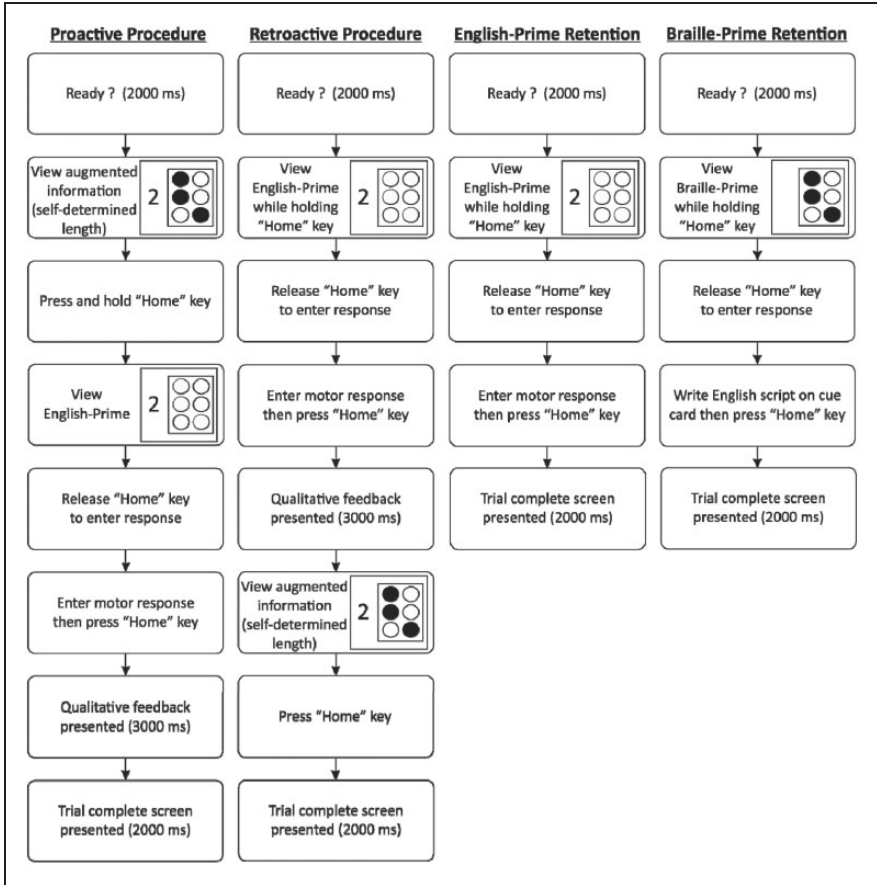 Proactive Procedure
Ready ? (2000 ms)
View augmented
information
(self-determined
length)
2
Press and hold “Home” key
View
English-Prime
2
Release “Home” key
to enter response
Enter motor response
then press “Home” key
Qualitative feedback
presented (3000 ms)
Trial complete screen
presented (2000 ms)
Retroactive Procedure
Ready ? (2000 ms)
View
English-Prime
while holding
“Home” key
2
Release “Home” key
to enter response
Enter motor response
then press “Home” key
Qualitative feedback
presented (3000 ms)
View augmented
information
(self-determined
length)
2
Press “Home” key
Trial complete screen
presented (2000 ms)
English-Prime Retention
Ready ? (2000 ms)
View
English-Prime
while holding
“Home” key
2
Release “Home” key
to enter response
Enter motor response
then press “Home” key
Trial complete screen
presented (2000 ms)
Braille-Prime Retention
Ready ? (2000 ms)
View
Braille-Prime
while holding
“Home” key
Release “Home” key
to enter response
Write English script on cue
card then press “Home” key
Trial complete screen
presented (2000 ms)